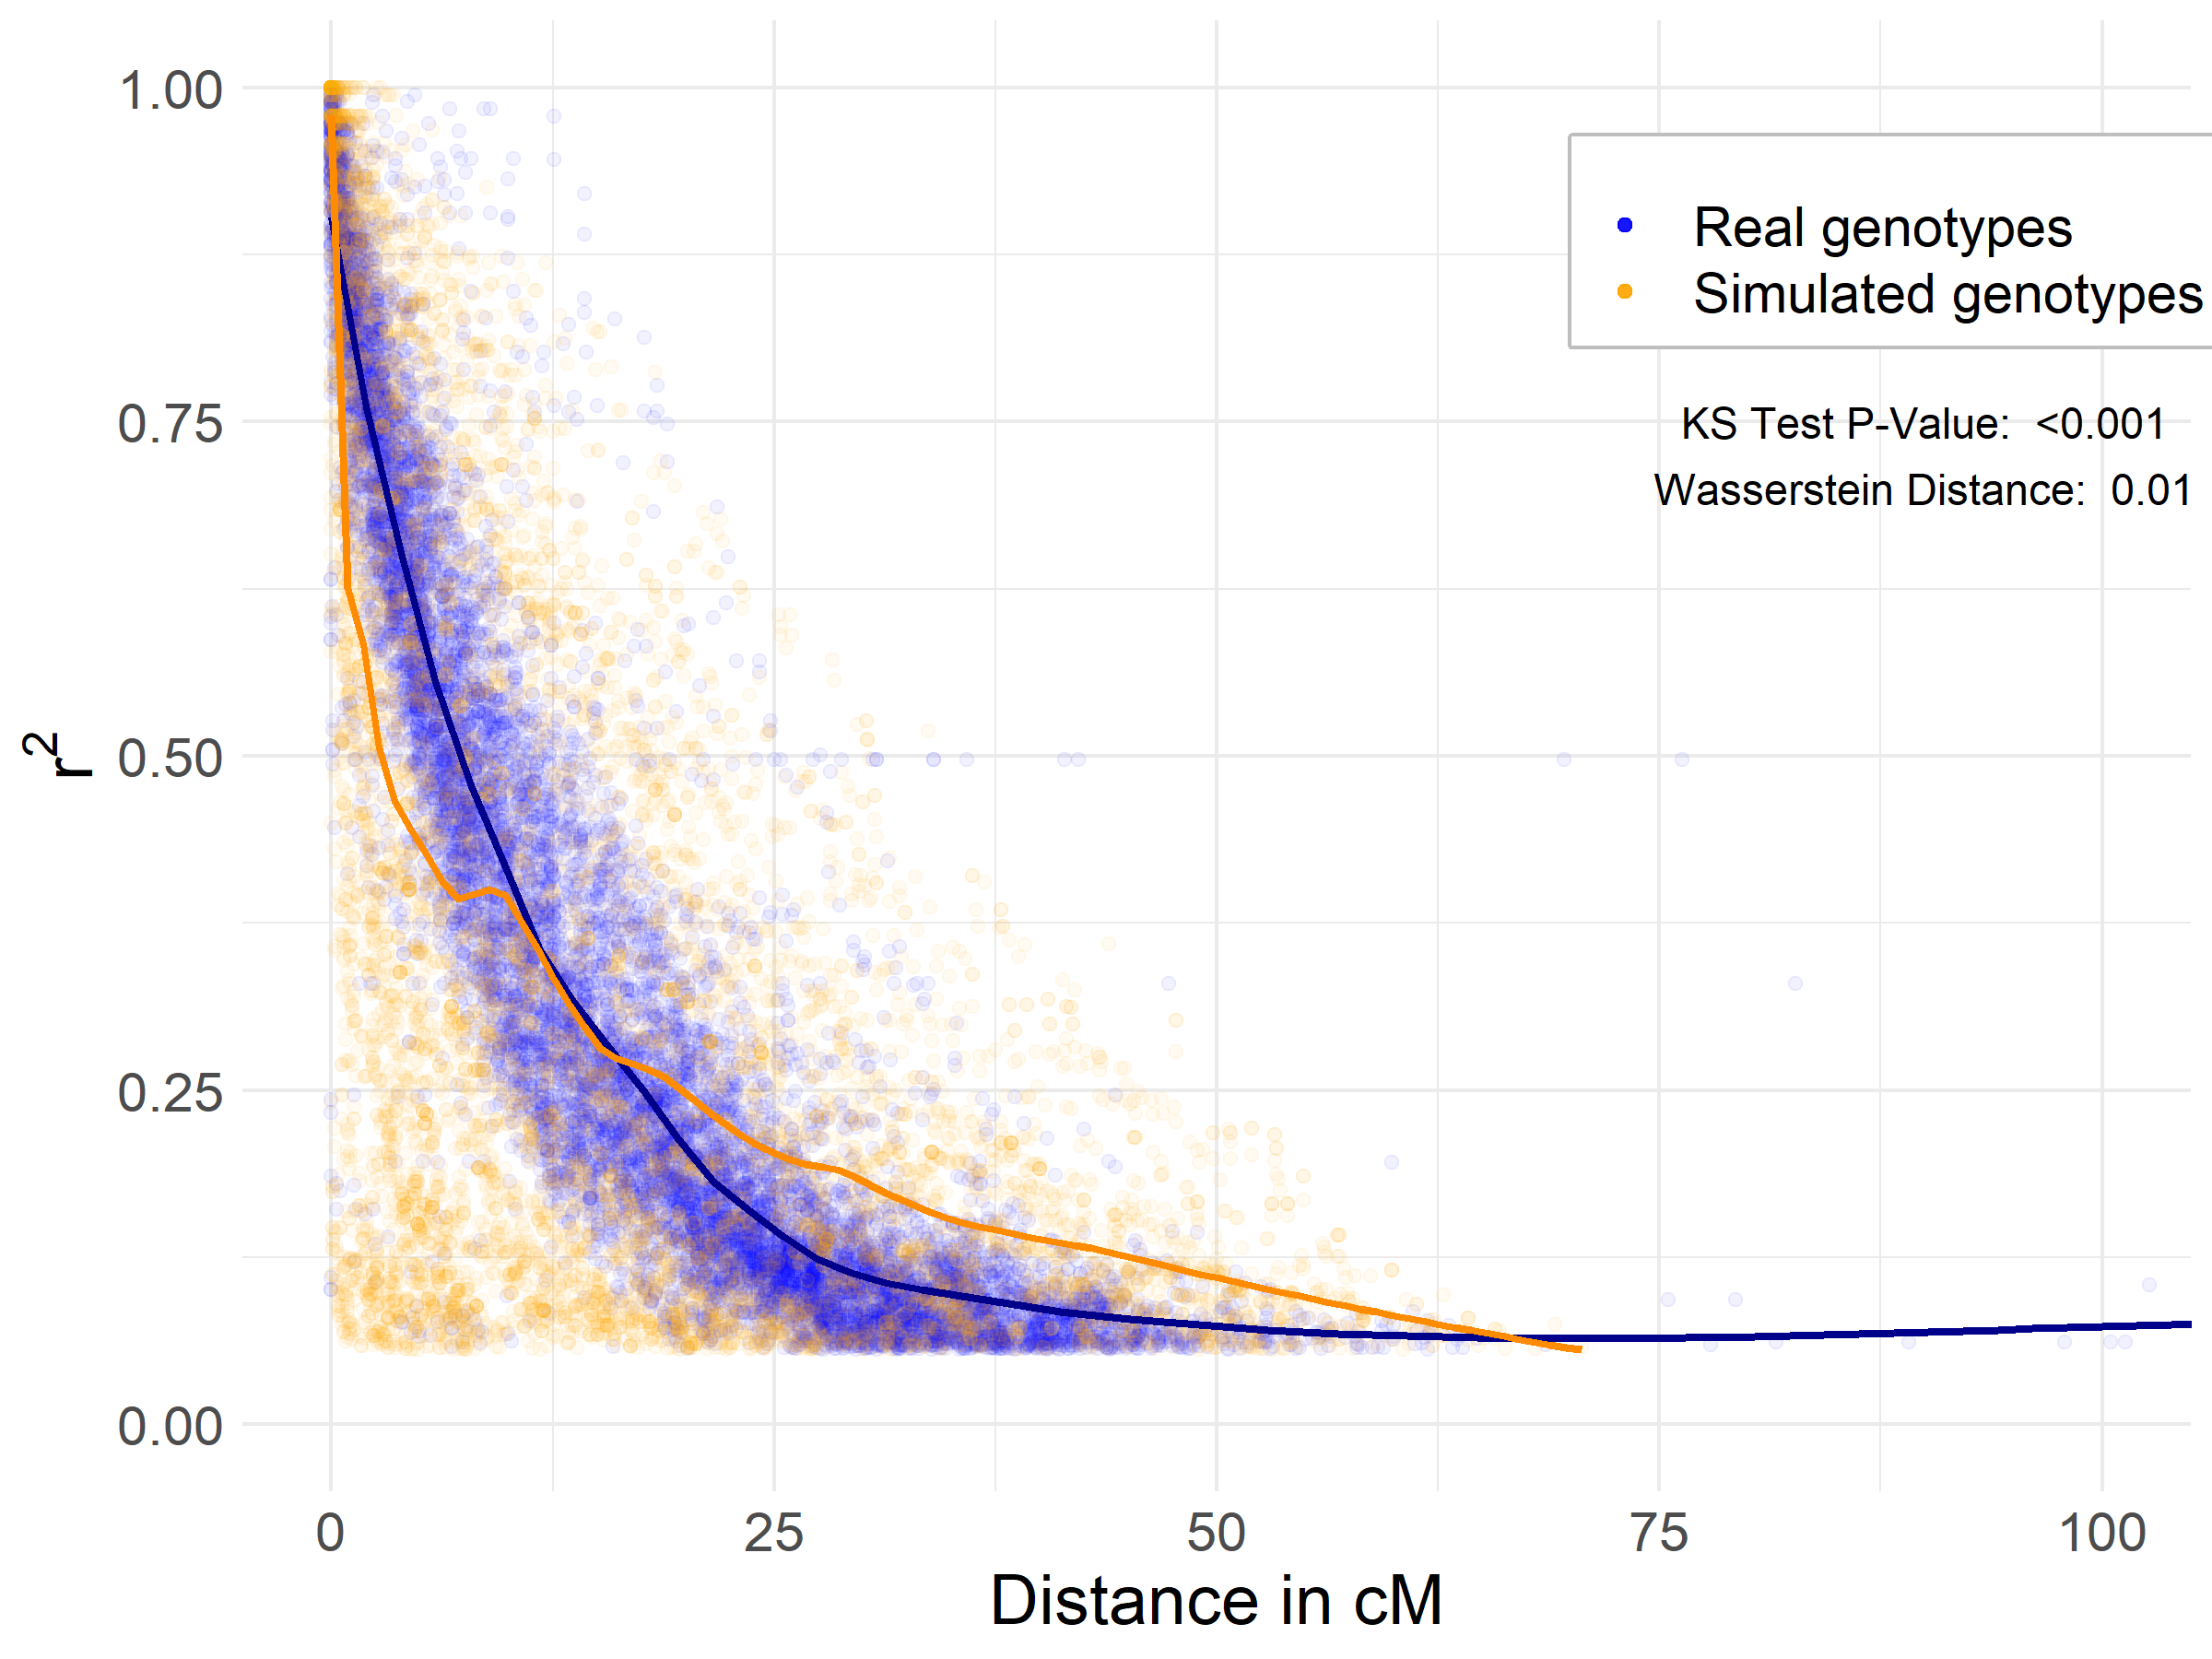 1.00
0.75
0.50
0.25
0.00
r²
0
25
50
75
100
Distance in cM
Real genotypes
Simulated genotypes
KS Test P-Value: <0.001
Wasserstein Distance: 0.01